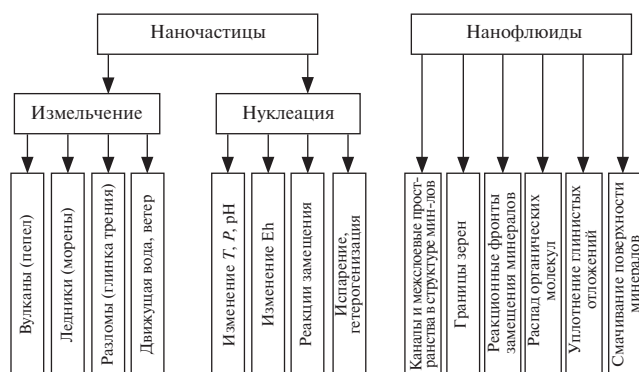 Наночастицы
Нанофлюиды
Измельчение
Нуклеация
Вулканы (пепел)
Ледники (морены)
Разломы (глинка трения)
Движущая вода, ветер
Изменение T, P, pH
Изменение Eh
Реакции замещения
Испарение,
гетерогенизация
Каналы и межслоевые прост-
ранства в структуре мин-лов
Границы зерен
Реакционные фронты
замещения минералов
Распад органических
молекул
Уплотнение глинистых
отложений
Смачивание поверхности
минералов